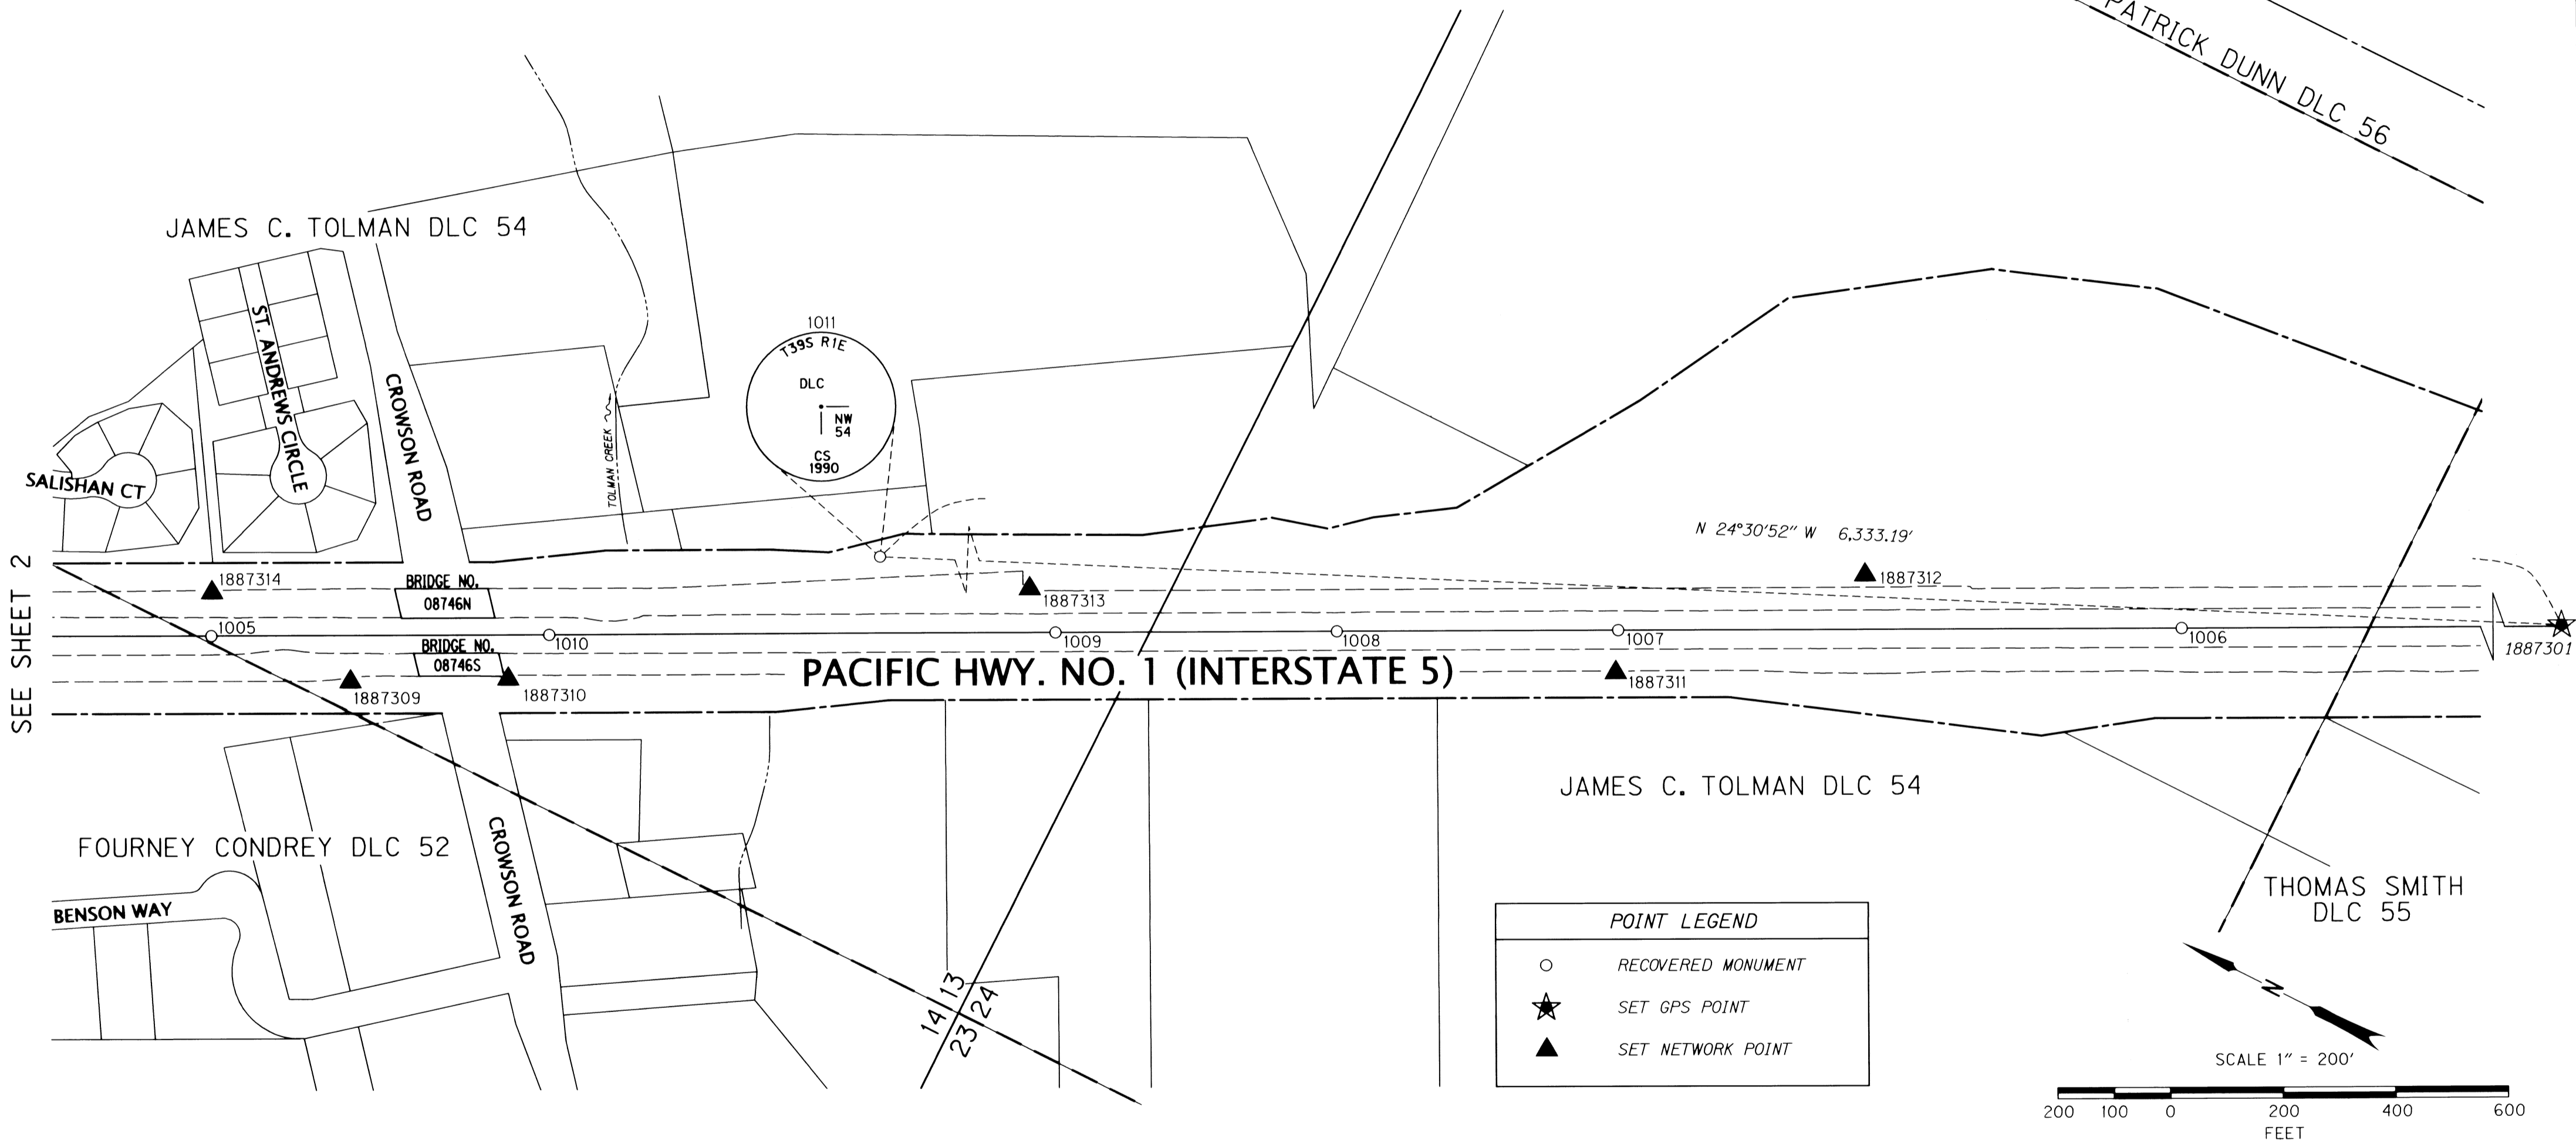 PATRICK DUNN DLC 56
JAMES C. TOLMAN DLC 54
ST. ANDREWS CIRCLE
CROWSON ROAD
SALISHAN CT
TOLMAN CREEK
1011
T39S R1E
DLC
NW
54
CS
1990
N 24°30'52" W 6,333.19'
SEE SHEET 2
1887314
BRIDGE NO.
08746N
1887313
1887312
1005
1010
1009
1008
1007
1006
1887301
BRIDGE NO.
08746S
PACIFIC HWY. NO. 1 (INTERSTATE 5)
1887309
1887310
1887311
JAMES C. TOLMAN DLC 54
FOURNEY CONDREY DLC 52
CROWSON ROAD
BENSON WAY
THOMAS SMITH
DLC 55
13
14
24
23
POINT LEGEND
RECOVERED MONUMENT
SET GPS POINT
SET NETWORK POINT
N
SCALE 1" = 200'
200 100 0 200 400 600
FEET